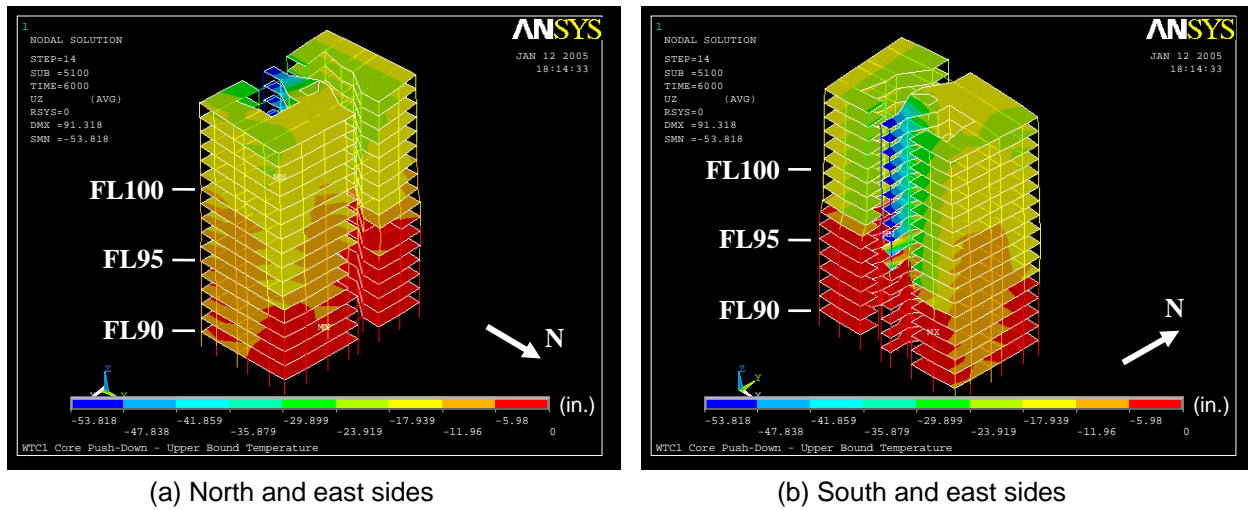 1
NODAL SOLUTION
STEP=14
SUB =5100
TIME=6000
UZ (AVG)
RSYS=0
DMX =91.318
SMN =-53.818
ANSYS
JAN 12 2005
18:14:33
MN
FL100
FL95
FL90
MX
N
Z
Y
-53.818 -41.859 -29.899 -17.939 -5.98
-47.838 -35.879 -23.919 -11.96 0
(in.)
WTC1 Core Push-Down - Upper Bound Temperature
(a) North and east sides
1
NODAL SOLUTION
STEP=14
SUB =5100
TIME=6000
UZ (AVG)
RSYS=0
DMX =91.318
SMN =-53.818
ANSYS
JAN 12 2005
18:14:33
FL100
FL95
MN
FL90
MX
N
Z
Y
-53.818 -41.859 -29.899 -17.939 -5.98
-47.838 -35.879 -23.919 -11.96 0
(in.)
WTC1 Core Push-Down - Upper Bound Temperature
(b) South and east sides